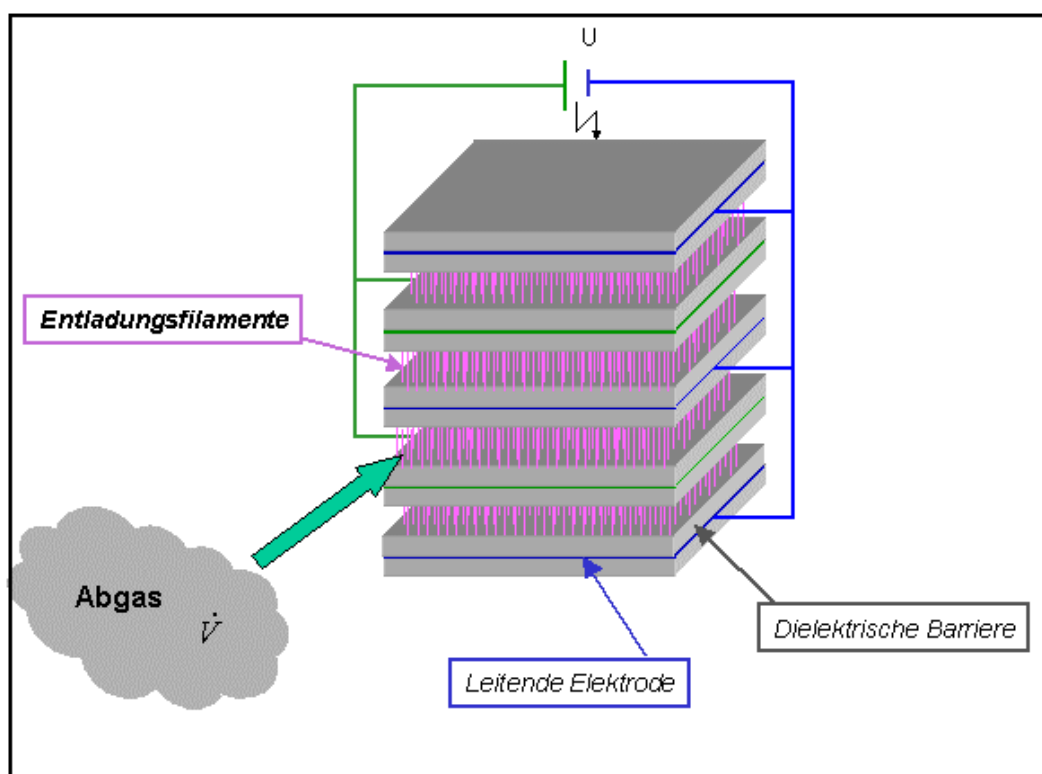 U
Entladungsfilamente
Abgas
V̇
Dielektrische Barriere
Leitende Elektrode